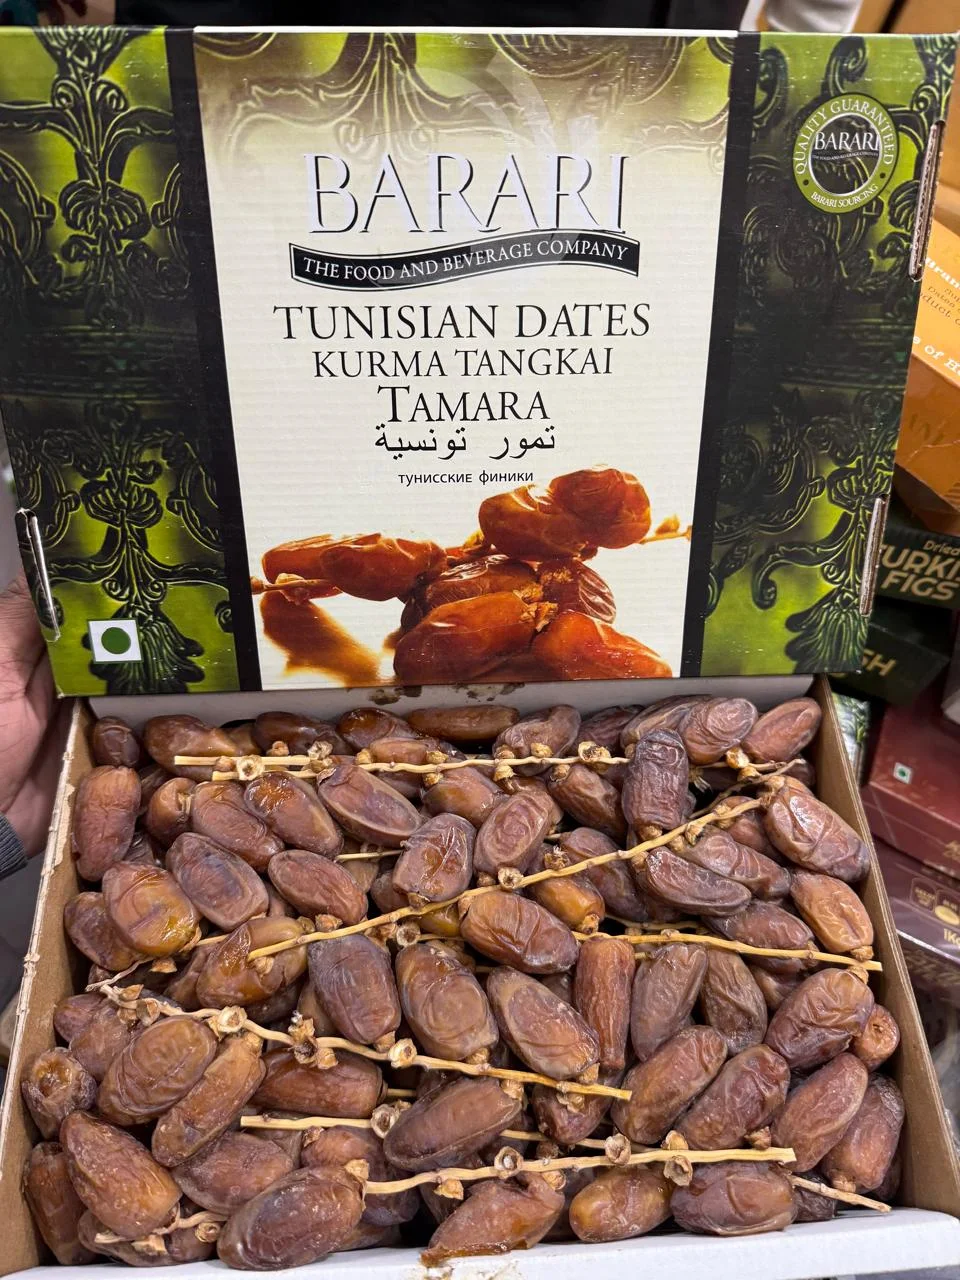 BARARI
THE FOOD AND BEVERAGE COMPANY
TUNISIAN DATES
KURMA TANGKAI
TAMARA
تمور تونسية
тунисские финики
QUALITY GUARANTEED
BARARI
BARARI SOURCING
Dried
FIGS